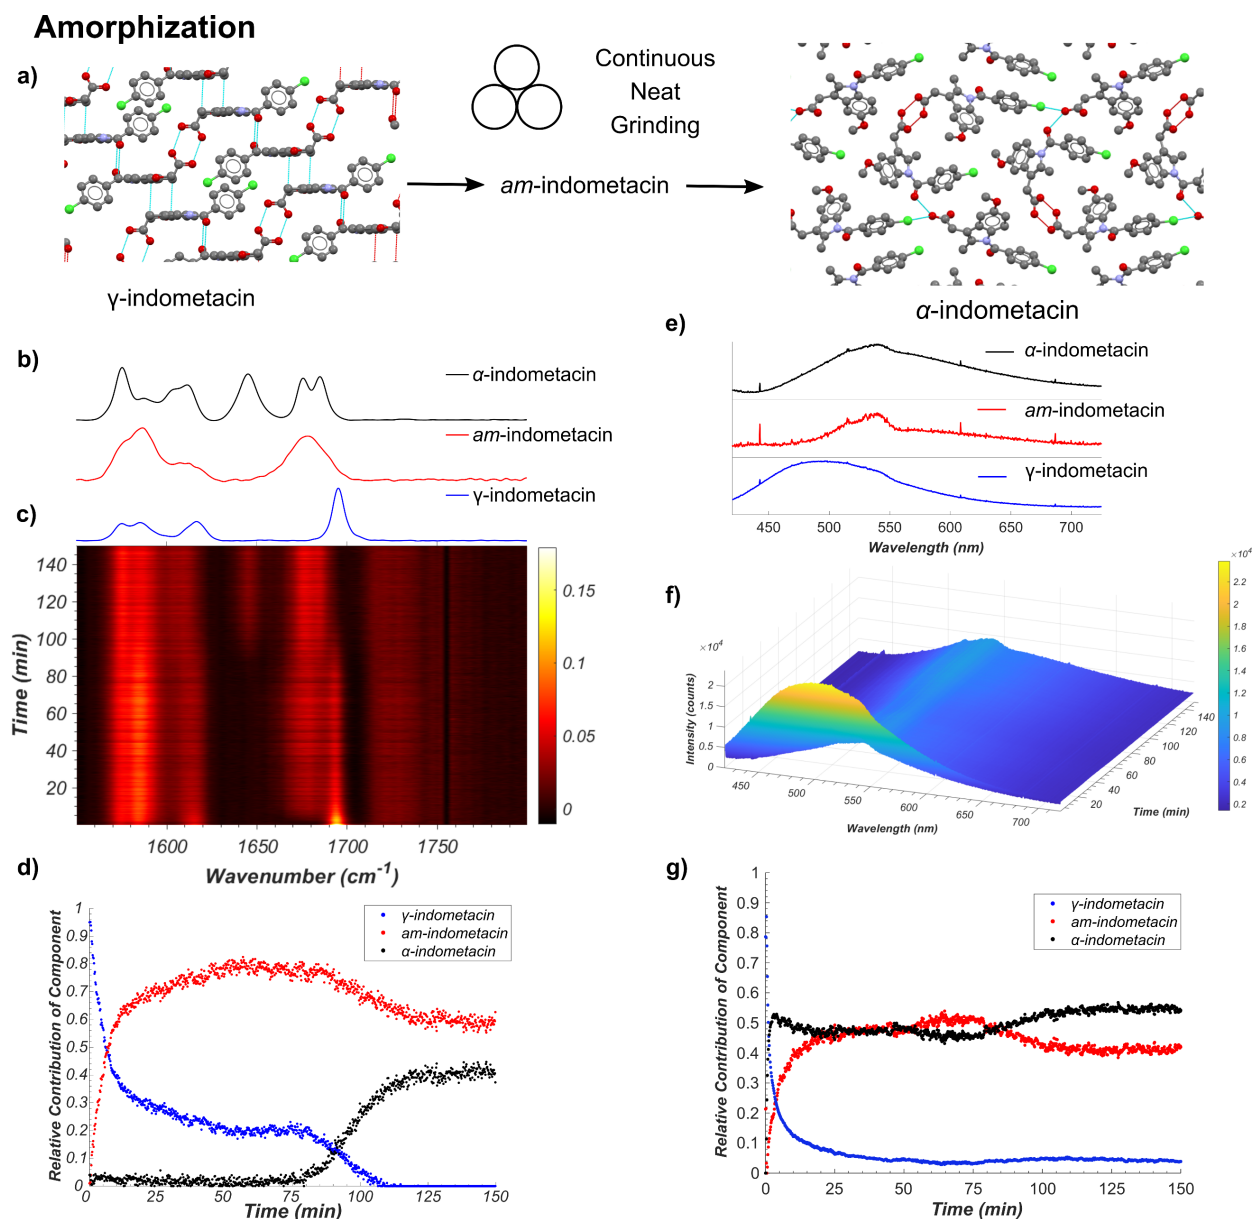 Amorphization
a)
Continuous
Neat
Grinding
am-indometacin
γ-indometacin
α-indometacin
b)
α-indometacin
am-indometacin
γ-indometacin
c)
140
120
100
80
60
40
20
Time (min)
1600 1650 1700 1750
Wavenumber (cm-1)
0.15
0.1
0.05
0
d)
1
0.9
0.8
0.7
0.6
0.5
0.4
0.3
0.2
0.1
0
Relative Contribution of Component
γ-indometacin
am-indometacin
α-indometacin
0 25 50 75 100 125 150
Time (min)
e)
α-indometacin
am-indometacin
γ-indometacin
450 500 550 600 650 700
Wavelength (nm)
f)
×10⁴
2
1.5
1
0.5
0
Intensity (counts)
450 500 550 600 650 700
Wavelength (nm)
20 40 60 80 100 120 140
Time (min)
×10⁴
2.2
2
1.8
1.6
1.4
1.2
1
0.8
0.6
0.4
0.2
g)
1
0.9
0.8
0.7
0.6
0.5
0.4
0.3
0.2
0.1
0
Relative Contribution of Component
γ-indometacin
am-indometacin
α-indometacin
0 25 50 75 100 125 150
Time (min)